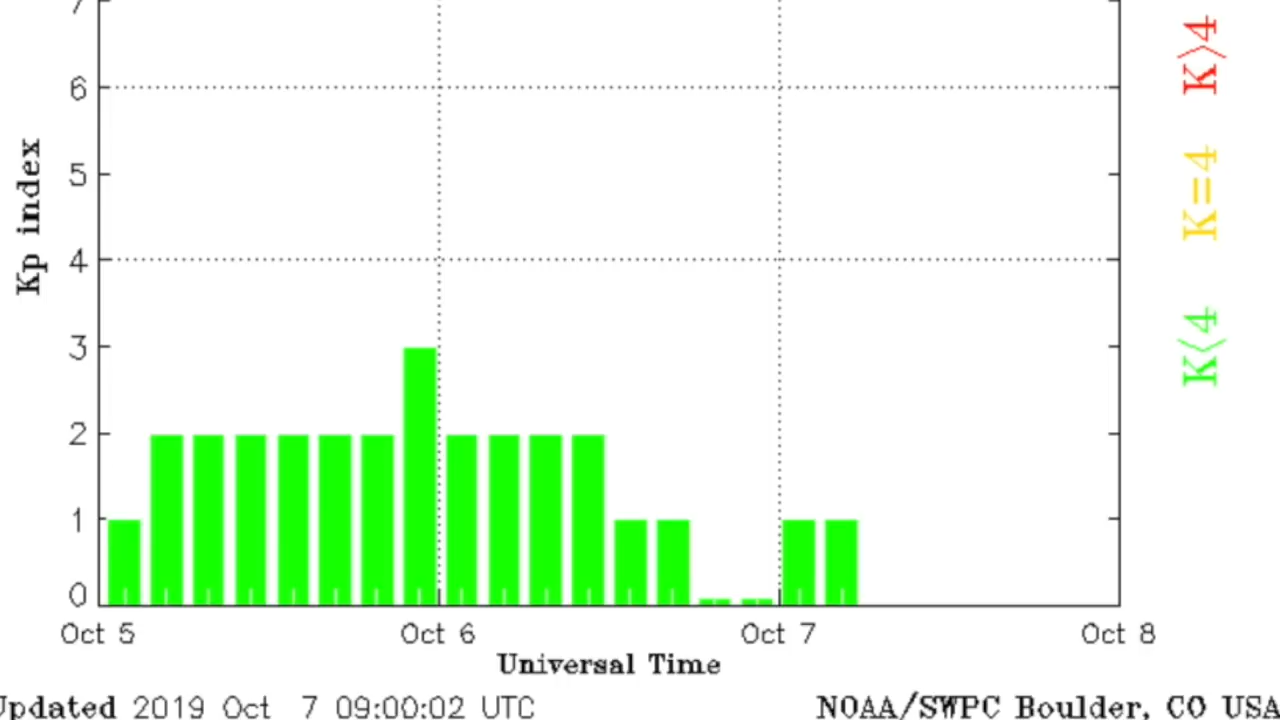 7
6
5
4
3
2
1
0
Kp index
K>4
K=4
K<4
Oct 5 Oct 6 Oct 7 Oct 8
Universal Time
Updated 2019 Oct 7 09:00:02 UTC NOAA/SWPC Boulder, CO USA